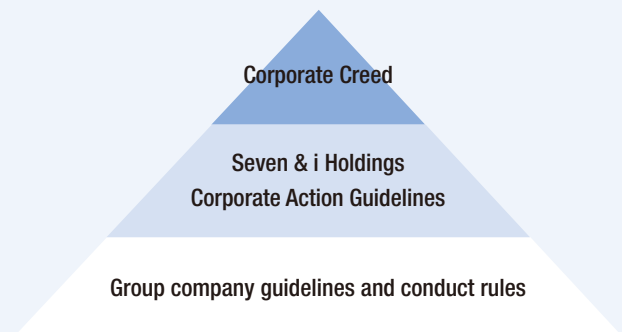 Corporate Creed
Seven & i Holdings
Corporate Action Guidelines
Group company guidelines and conduct rules